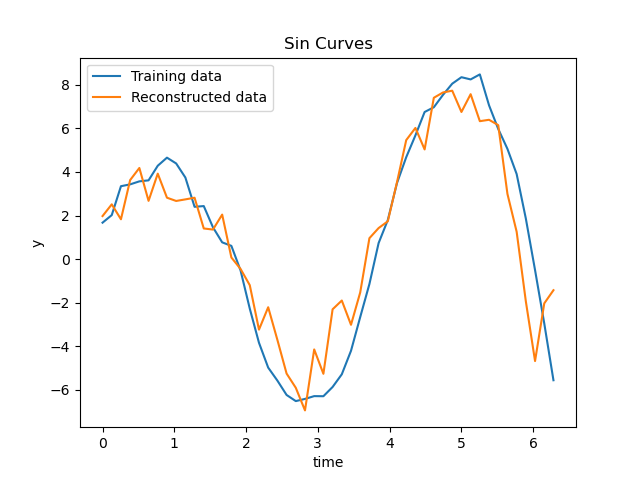 Sin Curves
Training data
Reconstructed data
8
6
4
2
0
−2
−4
−6
y
0 1 2 3 4 5 6
time